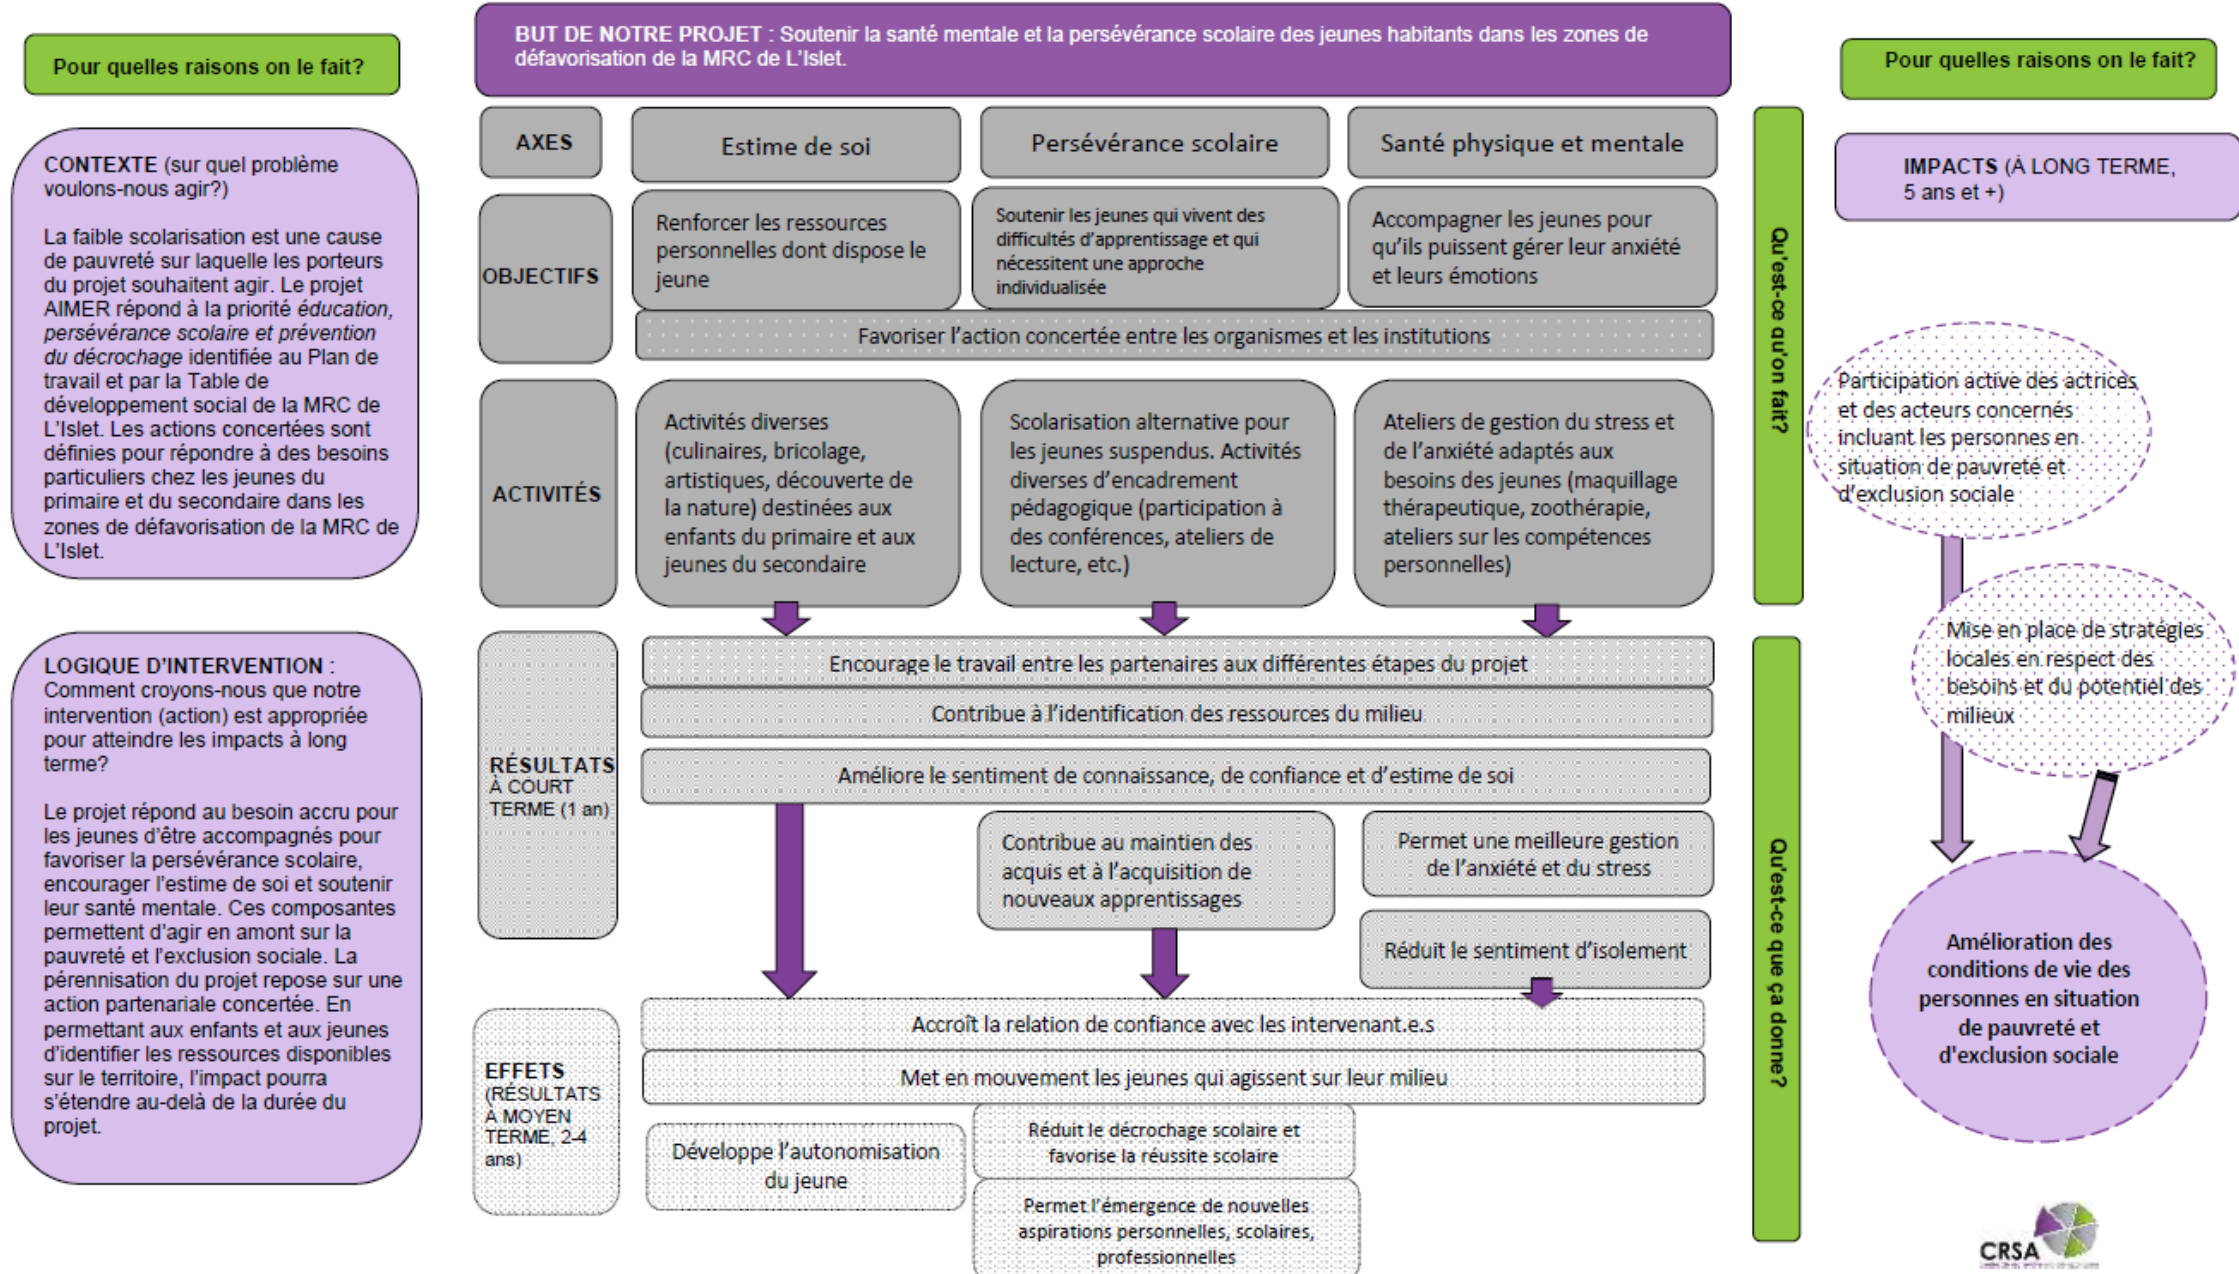 Pour quelles raisons on le fait?
CONTEXTE (sur quel problème
voulons-nous agir?)
La faible scolarisation est une cause
de pauvreté sur laquelle les porteurs
du projet souhaitent agir. Le projet
AIMER répond à la priorité éducation,
persévérance scolaire et prévention
du décrochage identifiée au Plan de
travail et par la Table de
développement social de la MRC de
L'Islet. Les actions concertées sont
définies pour répondre à des besoins
particuliers chez les jeunes du
primaire et du secondaire dans les
zones de défavorisation de la MRC de
L'Islet.
LOGIQUE D'INTERVENTION :
Comment croyons-nous que notre
intervention (action) est appropriée
pour atteindre les impacts à long
terme?
Le projet répond au besoin accru pour
les jeunes d'être accompagnés pour
favoriser la persévérance scolaire,
encourager l'estime de soi et soutenir
leur santé mentale. Ces composantes
permettent d'agir en amont sur la
pauvreté et l'exclusion sociale. La
pérennisation du projet repose sur une
action partenariale concertée. En
permettant aux enfants et aux jeunes
d'identifier les ressources disponibles
sur le territoire, l'impact pourra
s'étendre au-delà de la durée du
projet.
BUT DE NOTRE PROJET : Soutenir la santé mentale et la persévérance scolaire des jeunes habitants dans les zones de
défavorisation de la MRC de L'Islet.
AXES
Estime de soi
Persévérance scolaire
Santé physique et mentale
OBJECTIFS
Renforcer les ressources
personnelles dont dispose le
jeune
Soutenir les jeunes qui vivent des
difficultés d'apprentissage et qui
nécessitent une approche
individualisée
Accompagner les jeunes pour
qu'ils puissent gérer leur anxiété
et leurs émotions
Favoriser l'action concertée entre les organismes et les institutions
ACTIVITÉS
Activités diverses
(culinaires, bricolage,
artistiques, découverte de
la nature) destinées aux
enfants du primaire et aux
jeunes du secondaire
Scolarisation alternative pour
les jeunes suspendus. Activités
diverses d'encadrement
pédagogique (participation à
des conférences, ateliers de
lecture, etc.)
Ateliers de gestion du stress et
de l'anxiété adaptés aux
besoins des jeunes (maquillage
thérapeutique, zoothérapie,
ateliers sur les compétences
personnelles)
RÉSULTATS
À COURT
TERME (1 an)
Encourage le travail entre les partenaires aux différentes étapes du projet
Contribue à l'identification des ressources du milieu
Améliore le sentiment de connaissance, de confiance et d'estime de soi
Contribue au maintien des
acquis et à l'acquisition de
nouveaux apprentissages
Permet une meilleure gestion
de l'anxiété et du stress
Réduit le sentiment d'isolement
EFFETS
(RÉSULTATS
À MOYEN
TERME, 2-4
ans)
Accroît la relation de confiance avec les intervenant.e.s
Met en mouvement les jeunes qui agissent sur leur milieu
Développe l'autonomisation
du jeune
Réduit le décrochage scolaire et
favorise la réussite scolaire
Permet l'émergence de nouvelles
aspirations personnelles, scolaires,
professionnelles
Qu'est-ce qu'on fait?
Qu'est-ce que ça donne?
Pour quelles raisons on le fait?
IMPACTS (À LONG TERME,
5 ans et +)
Participation active des actrices
et des acteurs concernés
incluant les personnes en
situation de pauvreté et
d'exclusion sociale
Mise en place de stratégies
locales en respect des
besoins et du potentiel des
milieux
Amélioration des
conditions de vie des
personnes en situation
de pauvreté et
d'exclusion sociale
CRSA